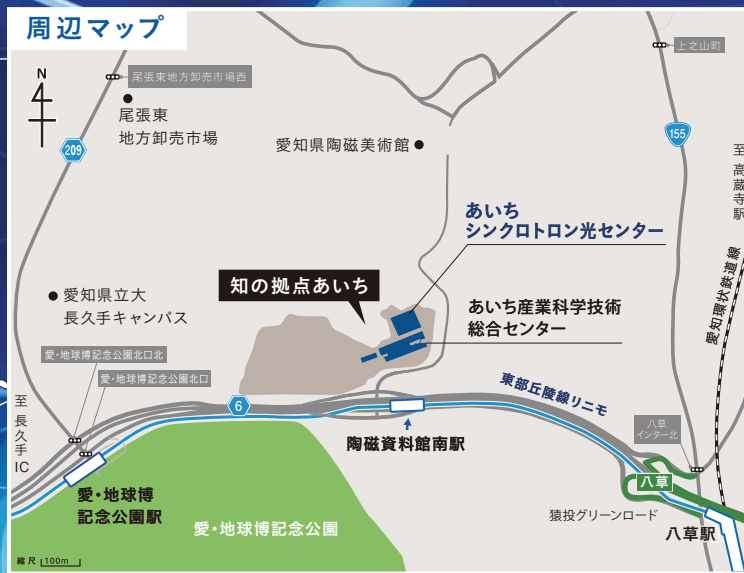 周辺マップ
N
尾張東地方卸売市場西
上之山町
尾張東
地方卸売市場
209
155
愛知県陶磁美術館
至 高蔵寺駅
あいち
シンクロトロン光センター
愛知環状鉄道線
知の拠点あいち
愛知県立大
長久手キャンパス
あいち産業科学技術
総合センター
愛・地球博記念公園北口北
愛・地球博記念公園北口
東部丘陵線リニモ
至 長久手IC
6
八草
インター北
陶磁資料館南駅
八草
愛・地球博
記念公園駅
猿投グリーンロード
愛・地球博記念公園
八草駅
縮尺 100m